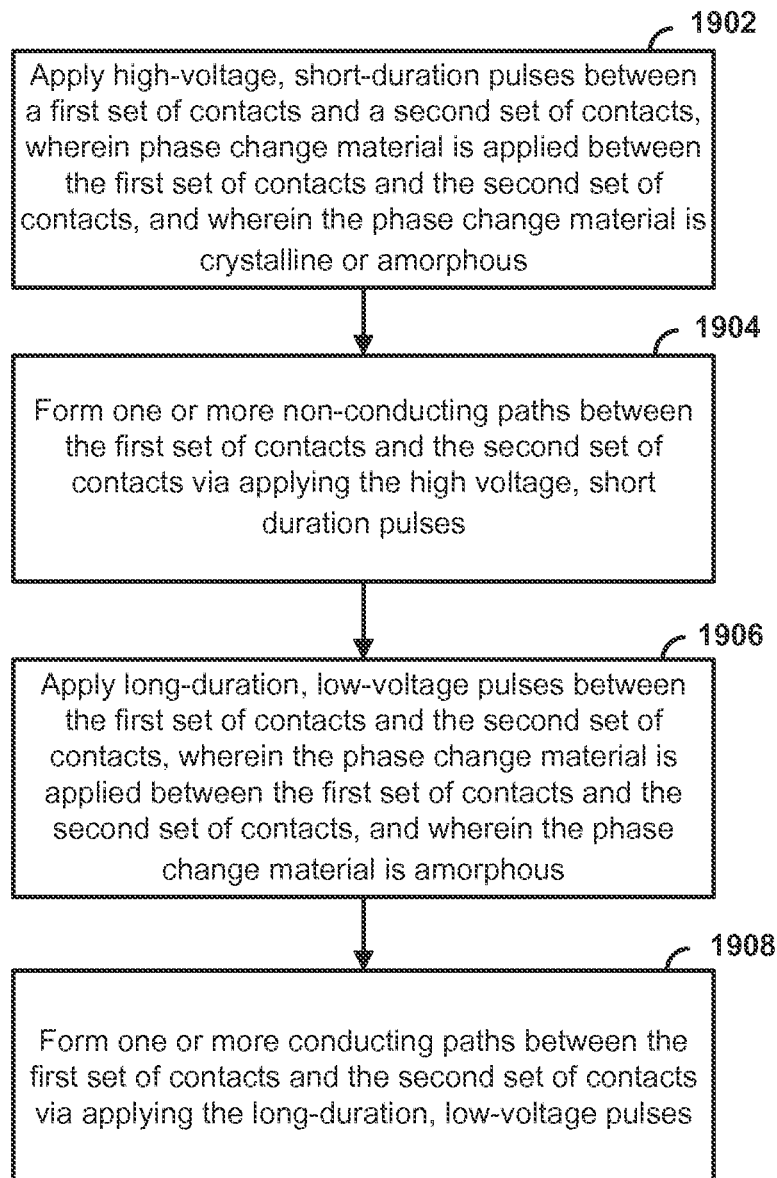 1902
Apply high-voltage, short-duration pulses between
a first set of contacts and a second set of contacts,
wherein phase change material is applied between
the first set of contacts and the second set of
contacts, and wherein the phase change material is
crystalline or amorphous
1904
Form one or more non-conducting paths between
the first set of contacts and the second set of
contacts via applying the high voltage, short
duration pulses
1906
Apply long-duration, low-voltage pulses between
the first set of contacts and the second set of
contacts, wherein the phase change material is
applied between the first set of contacts and the
second set of contacts, and wherein the phase
change material is amorphous
1908
Form one or more conducting paths between the
first set of contacts and the second set of contacts
via applying the long-duration, low-voltage pulses